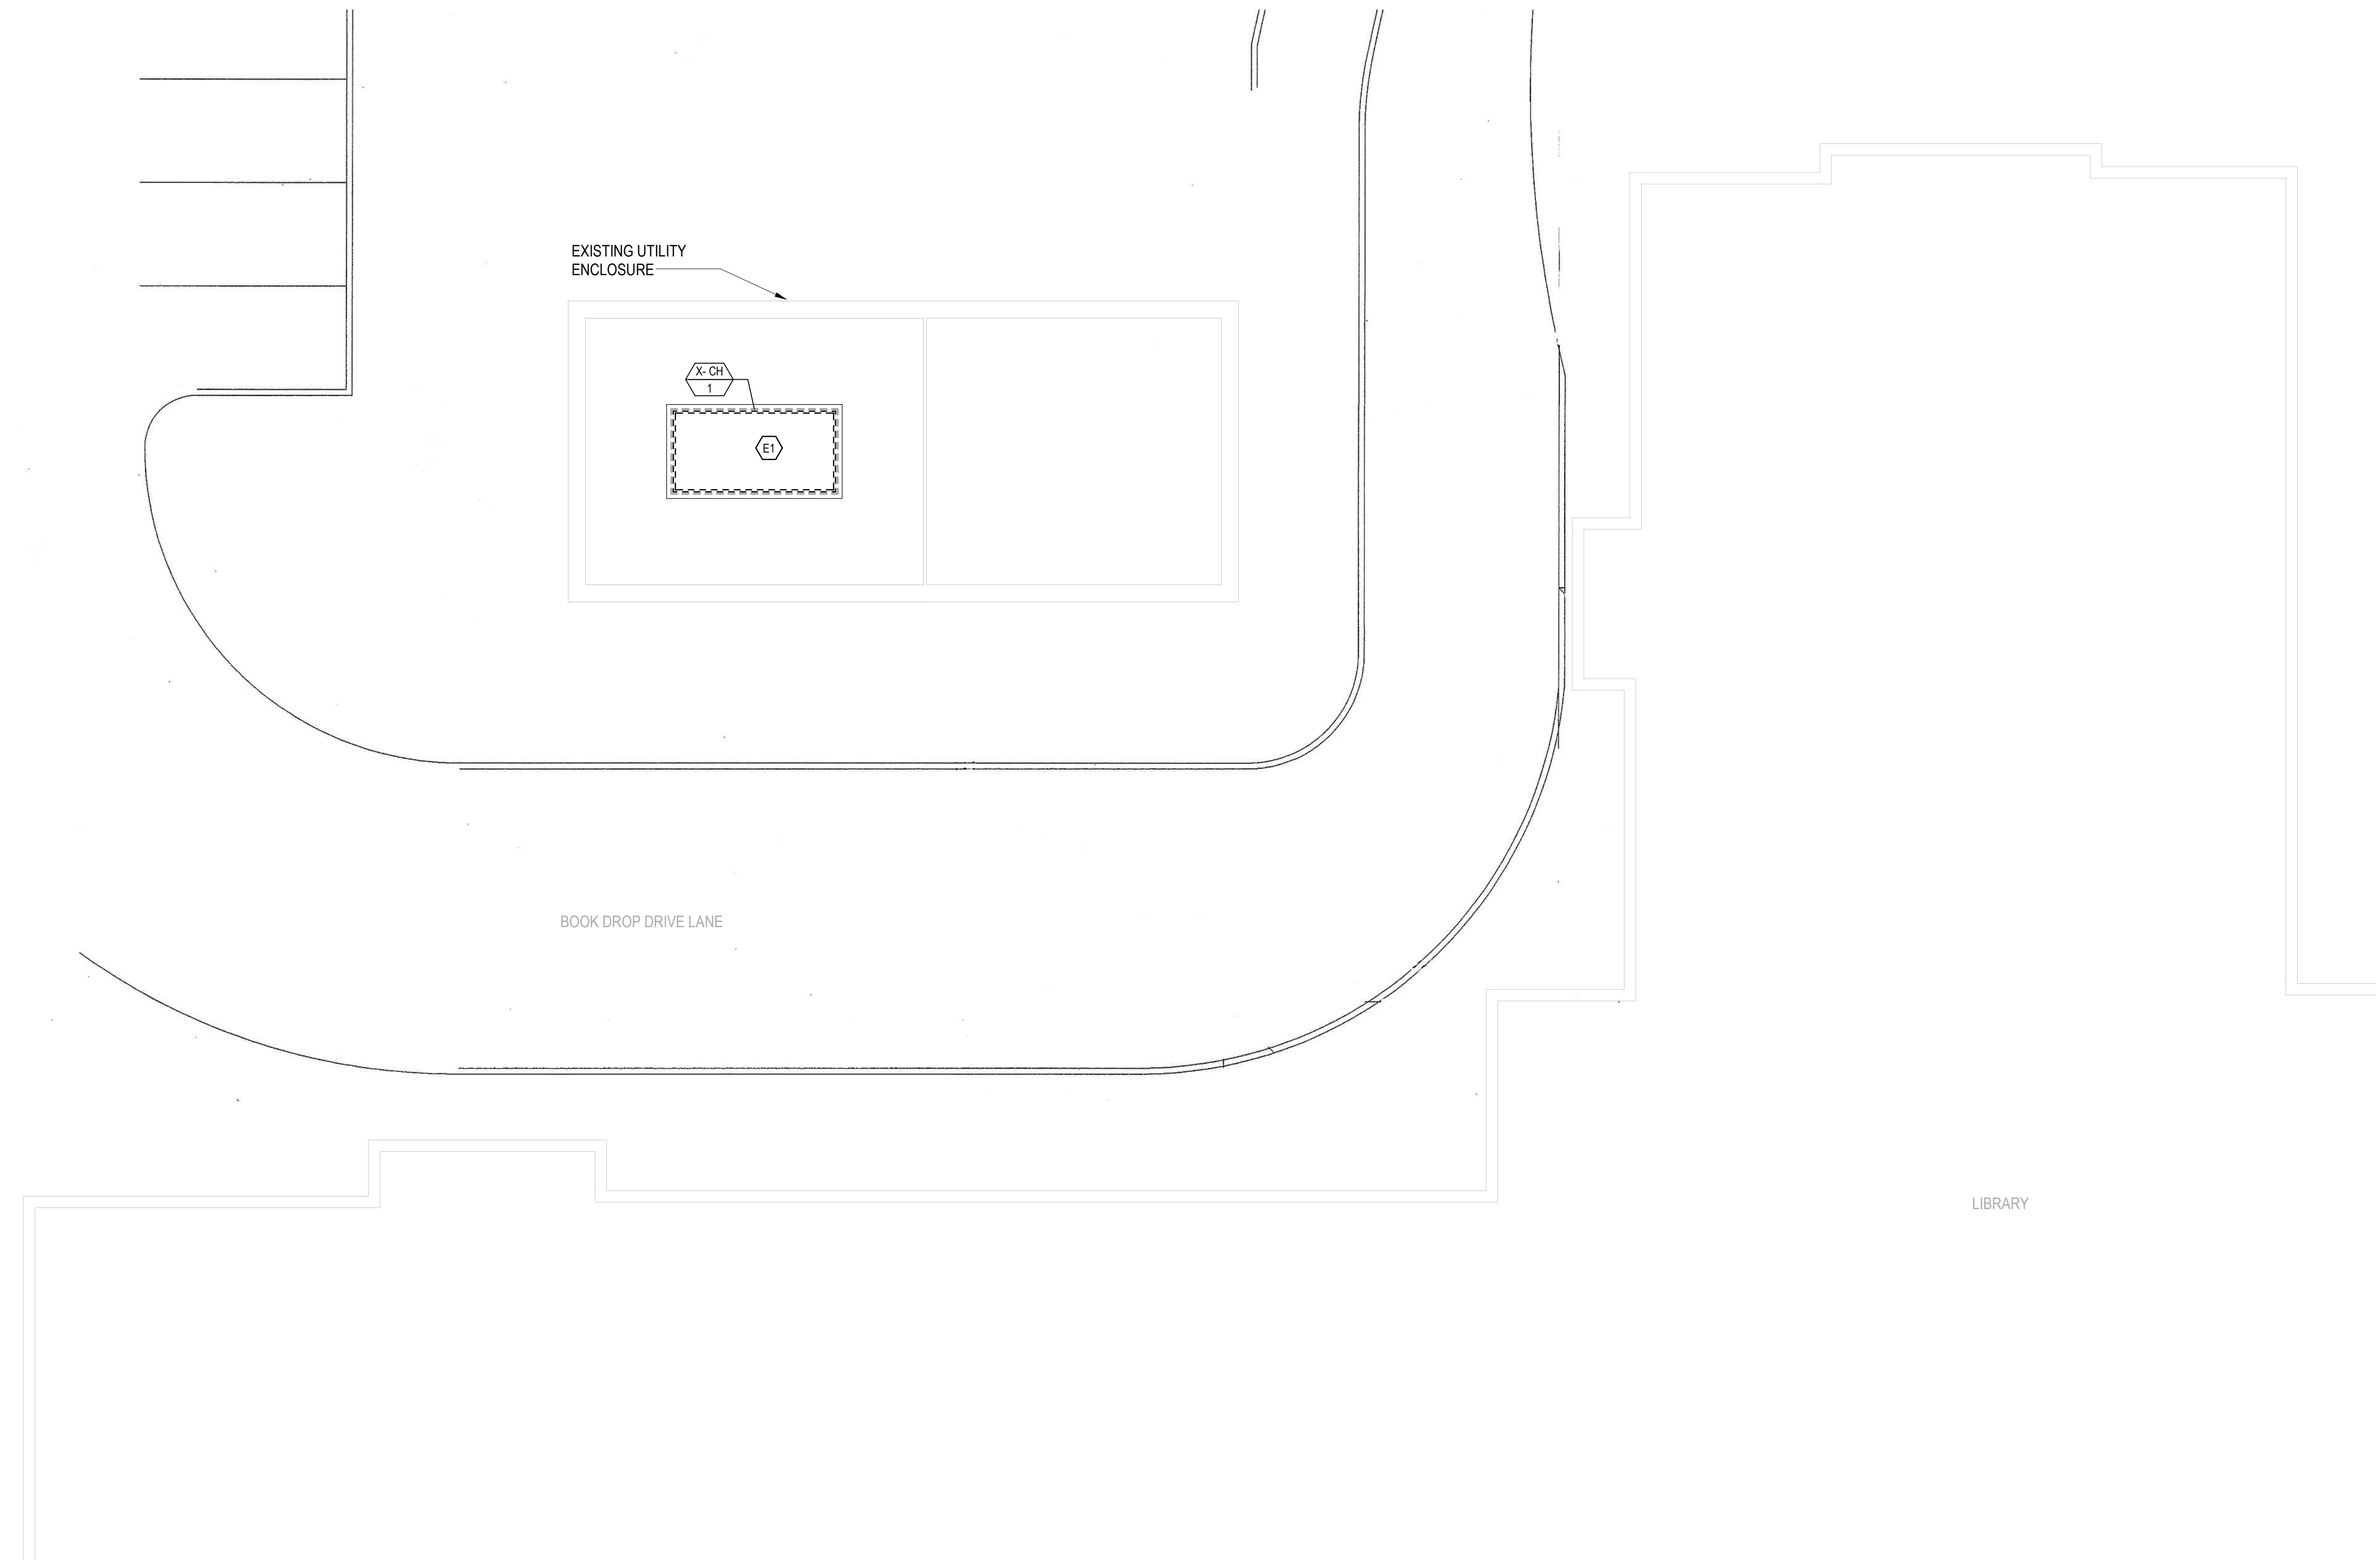 EXISTING UTILITY
ENCLOSURE
X- CH
1
E1
BOOK DROP DRIVE LANE
LIBRARY